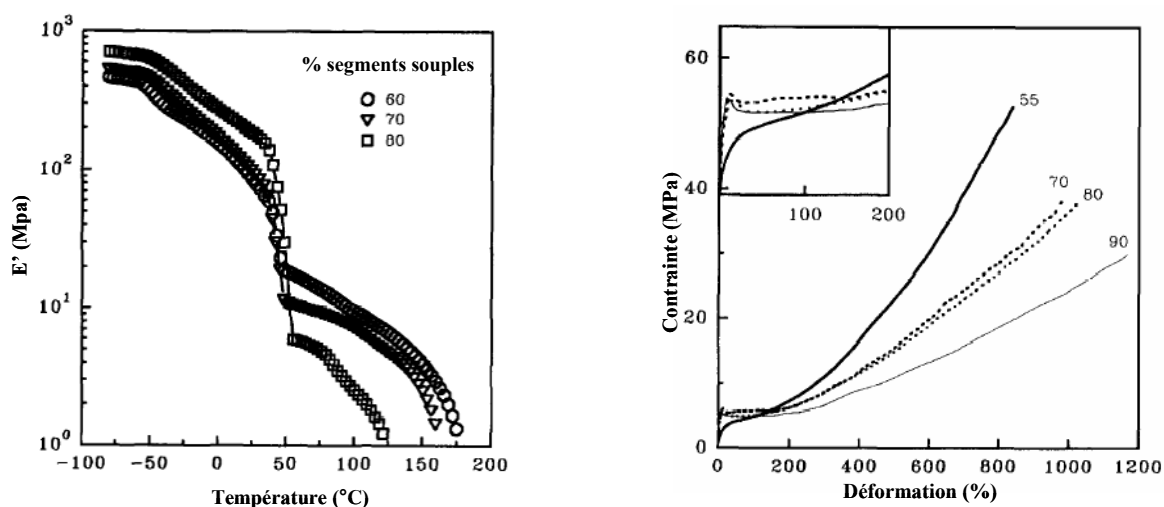 10³
10²
10¹
10⁰
E' (Mpa)
% segments souples
60
70
80
-100 -50 0 50 100 150 200
Température (°C)
60
40
20
0
Contrainte (MPa)
100 200
55
70
80
90
0 200 400 600 800 1000 1200
Déformation (%)